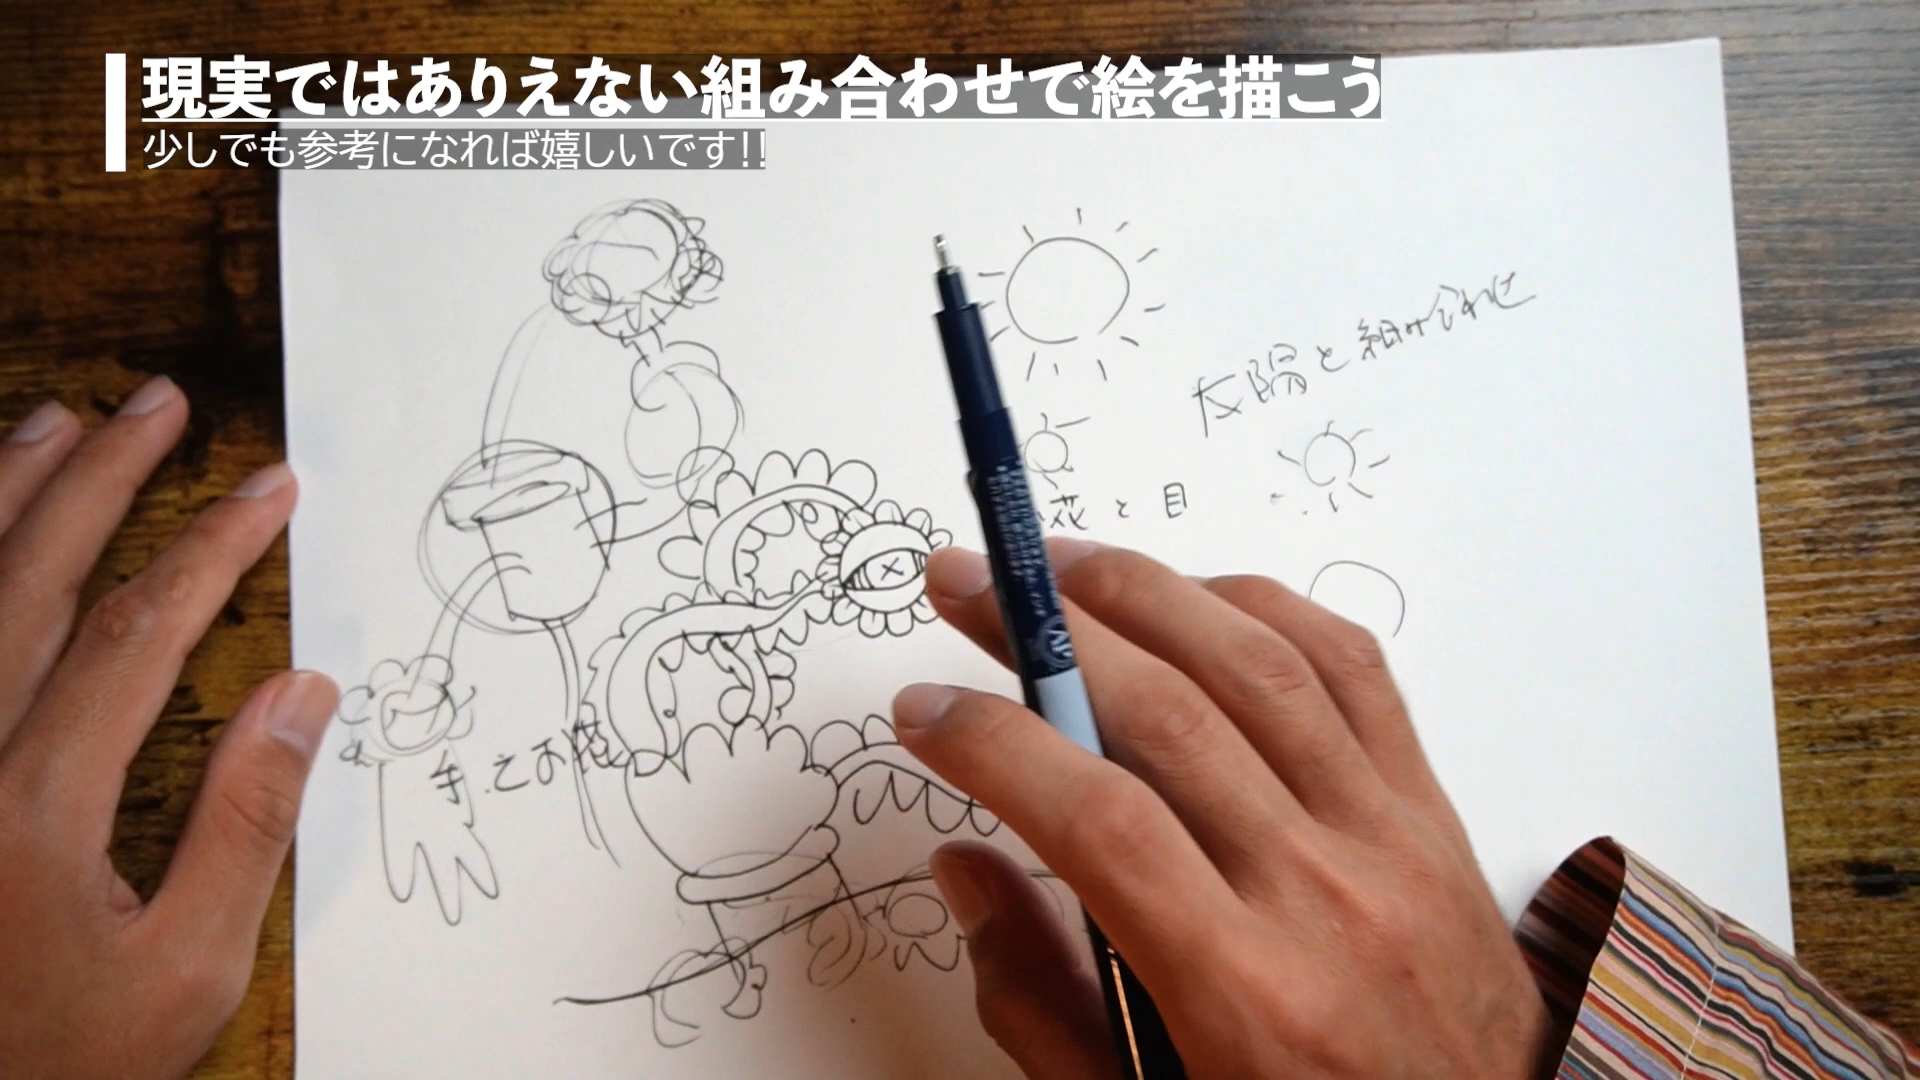 現実ではありえない組み合わせで絵を描こう
少しでも参考になれば嬉しいです!!
太陽と組み合わせ
花と目
手とお花